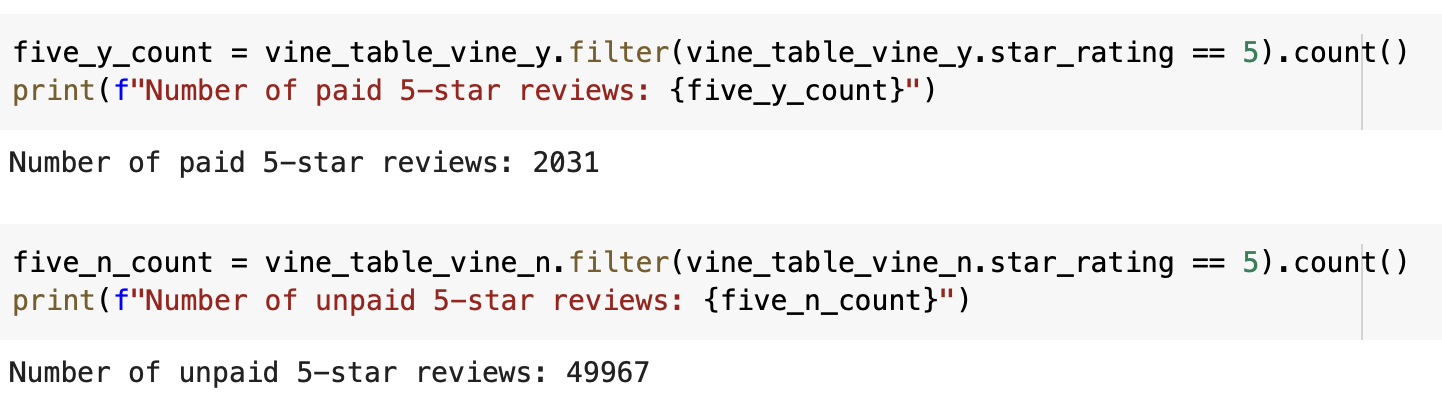 five_y_count = vine_table_vine_y.filter(vine_table_vine_y.star_rating == 5).count()
print(f"Number of paid 5-star reviews: {five_y_count}")
Number of paid 5-star reviews: 2031
five_n_count = vine_table_vine_n.filter(vine_table_vine_n.star_rating == 5).count()
print(f"Number of unpaid 5-star reviews: {five_n_count}")
Number of unpaid 5-star reviews: 49967